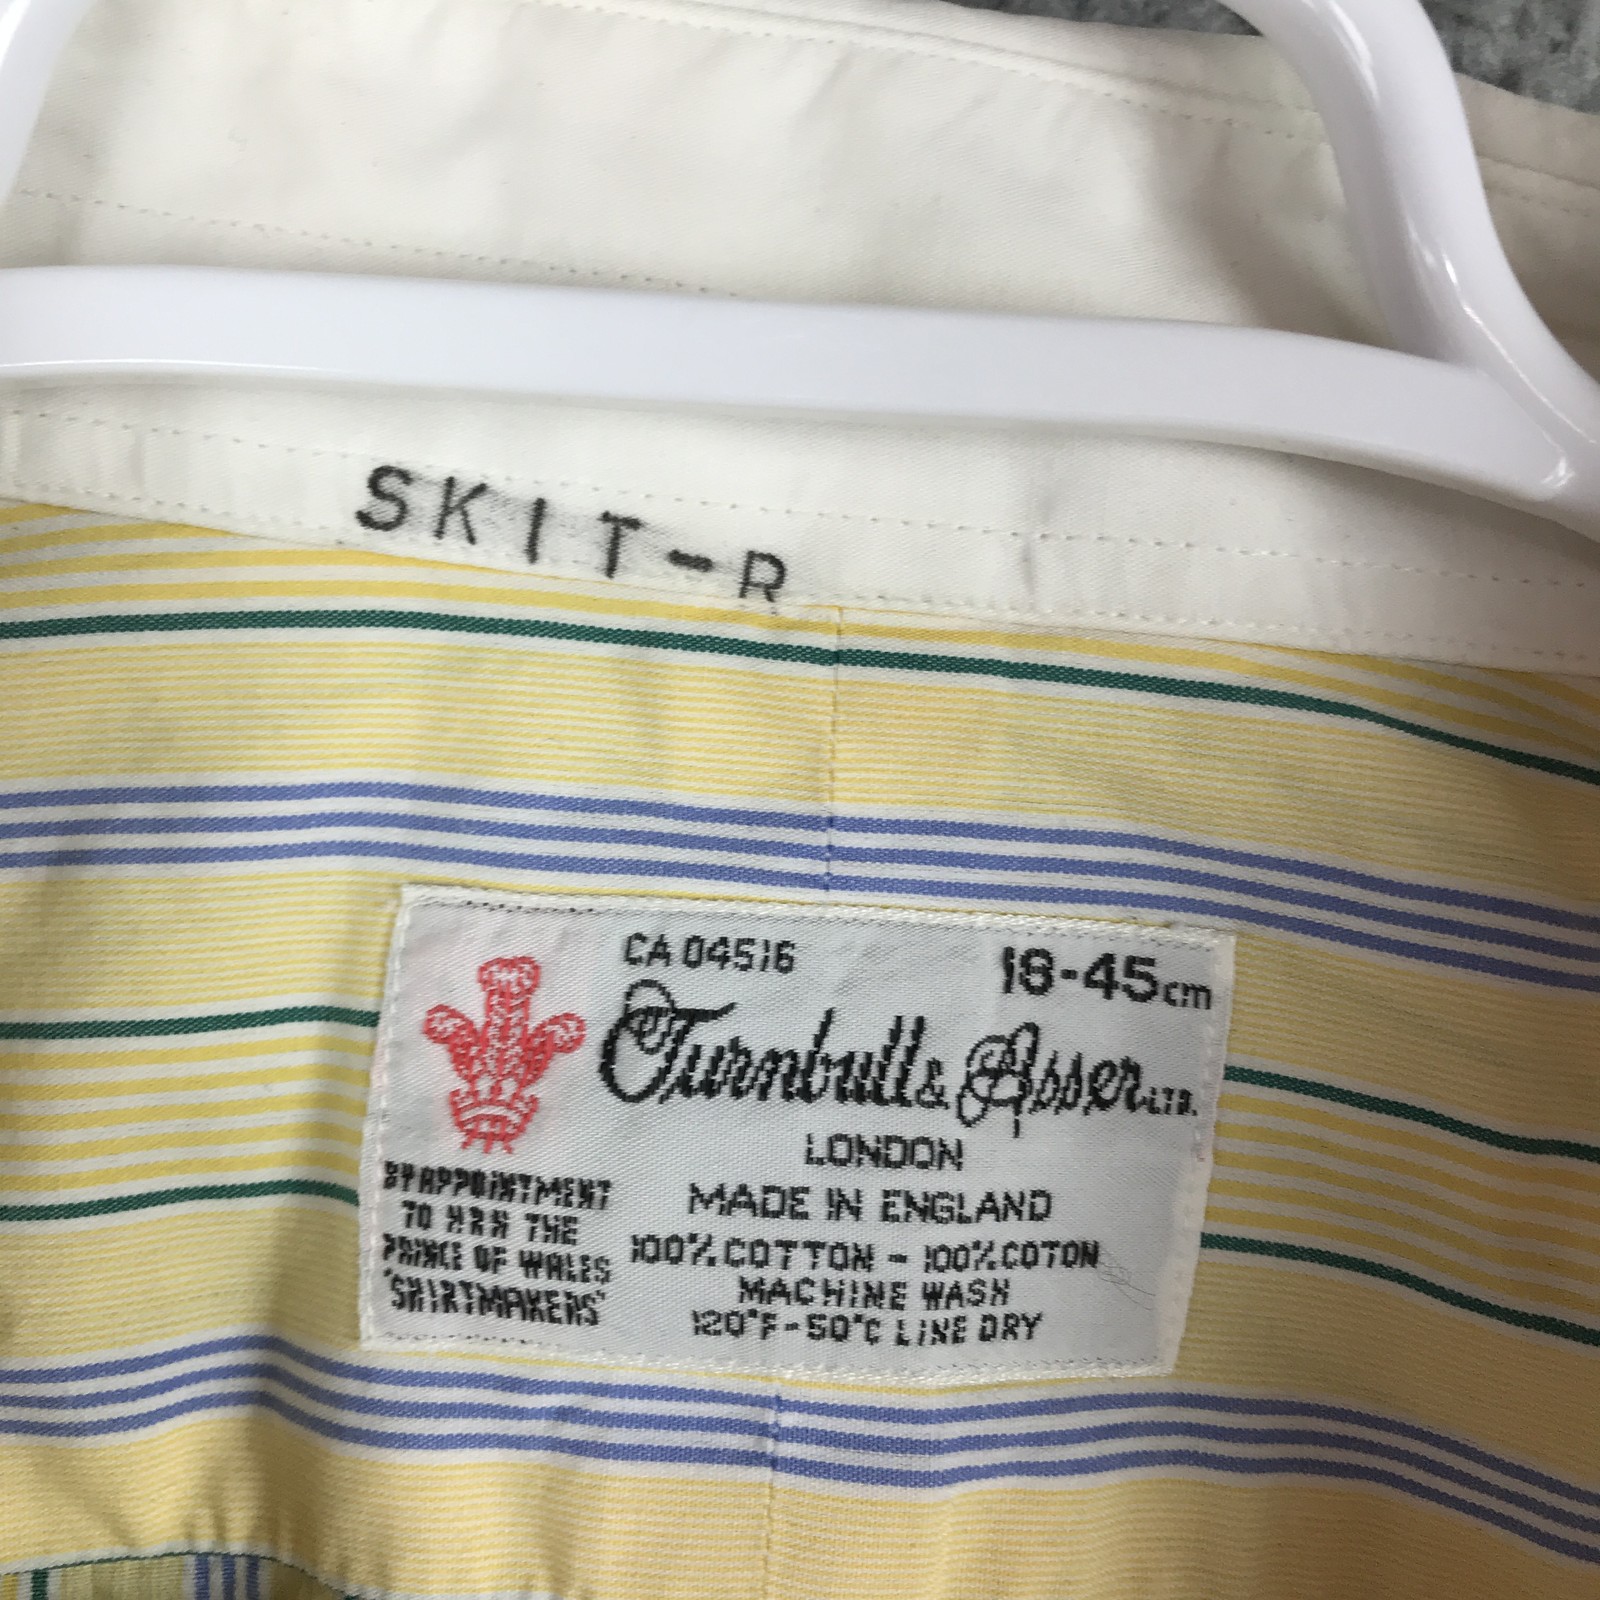 SKIT-R
CA 04516
18-45cm
Turnbull & Asser LTD.
LONDON
MADE IN ENGLAND
100% COTTON - 100% COTON
MACHINE WASH
120°F - 50°C LINE DRY
BY APPOINTMENT
TO HRH THE
PRINCE OF WALES
'SHIRTMAKERS'